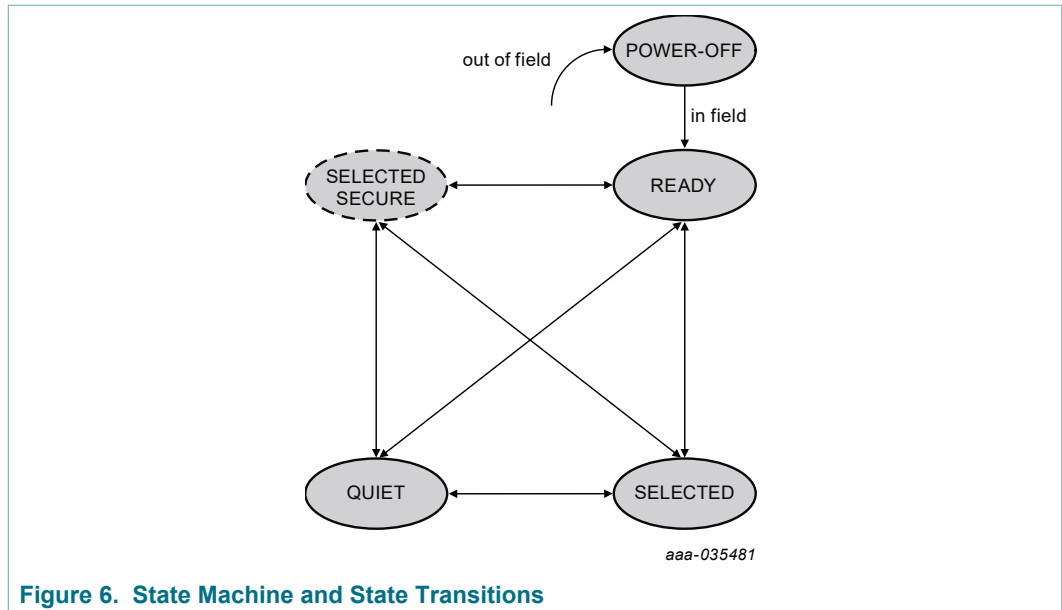 out of field
POWER-OFF
in field
SELECTED
SECURE
READY
QUIET
SELECTED
aaa-035481
Figure 6. State Machine and State Transitions